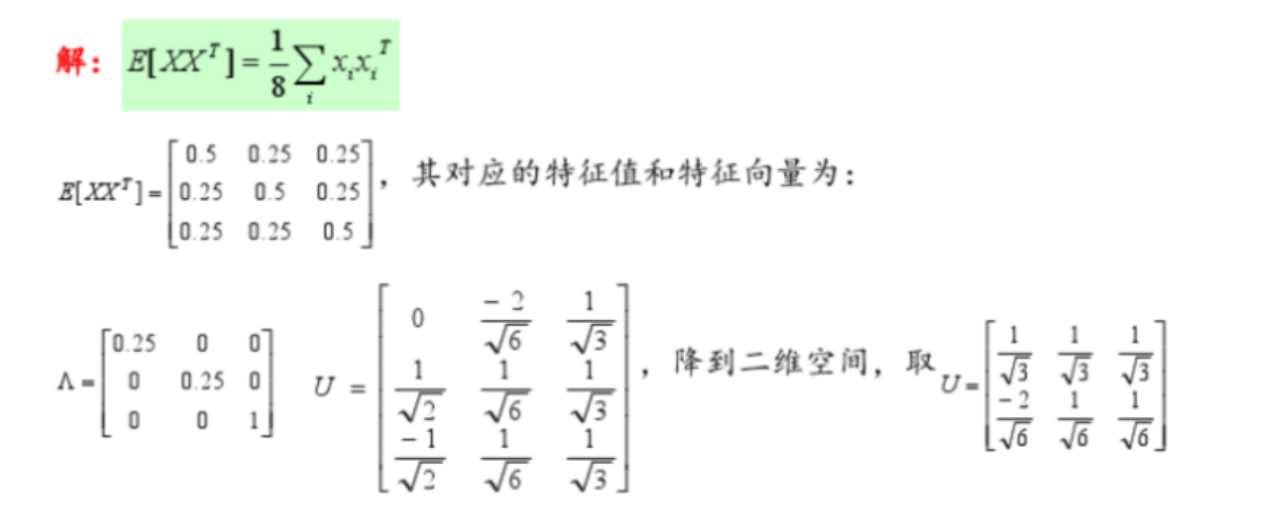 解： E[XX^T] = \frac{1}{8} \sum_i x_i x_i^T
E[XX^T] = \begin{bmatrix} 0.5 & 0.25 & 0.25 \\ 0.25 & 0.5 & 0.25 \\ 0.25 & 0.25 & 0.5 \end{bmatrix}，其对应的特征值和特征向量为：
Λ = \begin{bmatrix} 0.25 & 0 & 0 \\ 0 & 0.25 & 0 \\ 0 & 0 & 1 \end{bmatrix} U = \begin{bmatrix} 0 & \frac{-2}{\sqrt{6}} & \frac{1}{\sqrt{3}} \\ \frac{1}{\sqrt{2}} & \frac{1}{\sqrt{6}} & \frac{1}{\sqrt{3}} \\ \frac{-1}{\sqrt{2}} & \frac{1}{\sqrt{6}} & \frac{1}{\sqrt{3}} \end{bmatrix}，降到二维空间，取 U = \begin{bmatrix} \frac{1}{\sqrt{3}} & \frac{1}{\sqrt{3}} & \frac{1}{\sqrt{3}} \\ \frac{-2}{\sqrt{6}} & \frac{1}{\sqrt{6}} & \frac{1}{\sqrt{6}} \end{bmatrix}